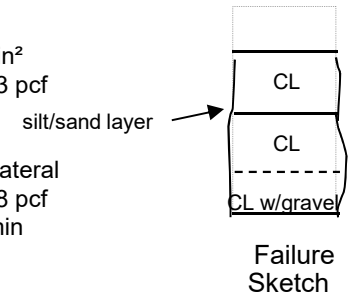 n²
3 pcf
CL
silt/sand layer
CL
ateral
3 pcf
CL w/gravel
nin
Failure
Sketch